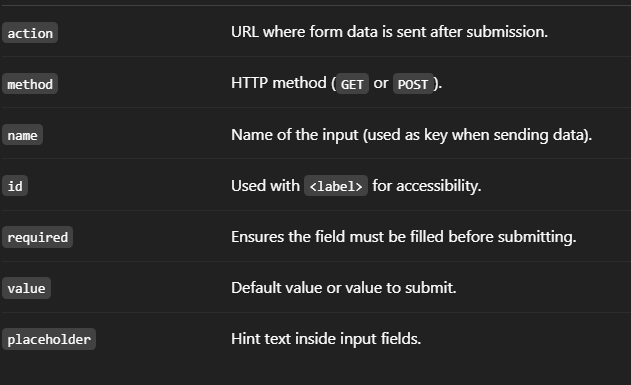 action URL where form data is sent after submission.
method HTTP method (GET or POST).
name Name of the input (used as key when sending data).
id Used with <label> for accessibility.
required Ensures the field must be filled before submitting.
value Default value or value to submit.
placeholder Hint text inside input fields.